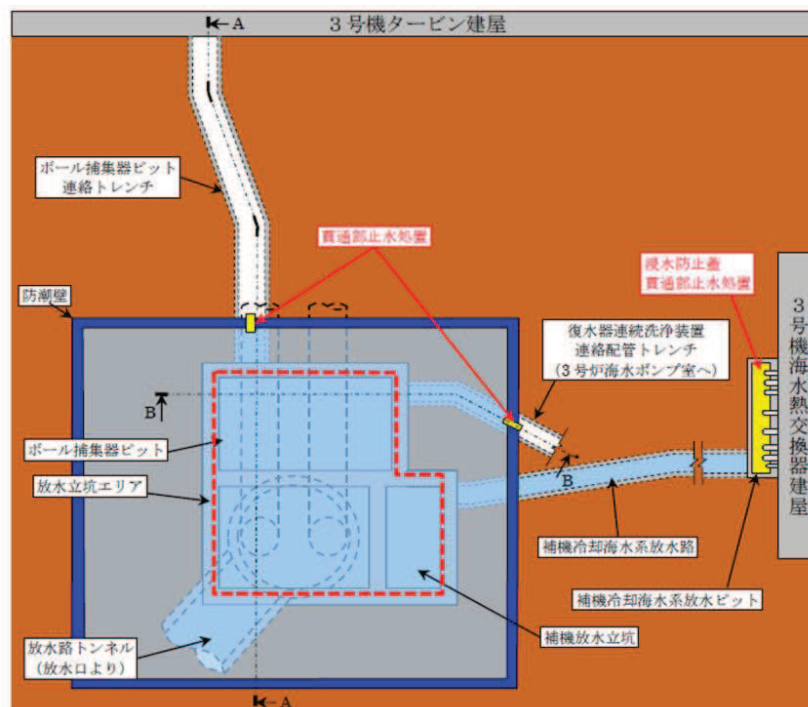 A
3号機タービン建屋
ボール捕集器ピット
連絡トレンチ
貫通部止水処置
浸水防止蓋
貫通部止水処置
防潮壁
復水器連続洗浄装置
連絡配管トレンチ
(3号炉海水ポンプ室へ)
3号機海水熱交換器建屋
B
ボール捕集器ピット
放水立坑エリア
B
補機冷却海水系放水路
補機冷却海水系放水ピット
放水路トンネル
(放水口より)
補機放水立坑
A